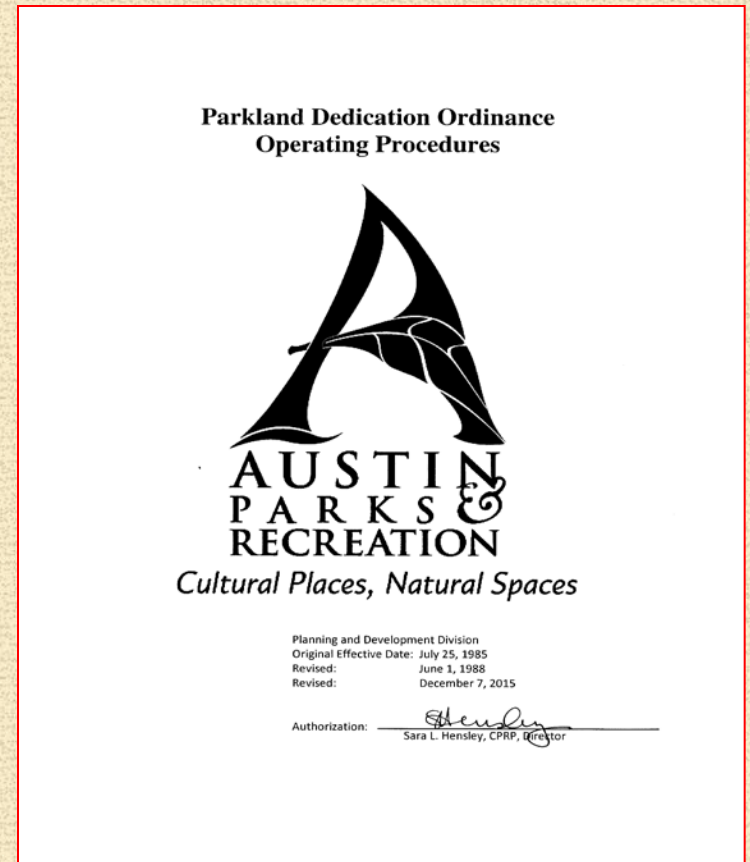 Parkland Dedication Ordinance
Operating Procedures
AUSTIN
PARKS &
RECREATION
Cultural Places, Natural Spaces
Planning and Development Division
Original Effective Date: July 25, 1985
Revised: June 1, 1988
Revised: December 7, 2015
SHensley
Authorization:
Sara L. Hensley, CPRP, Director